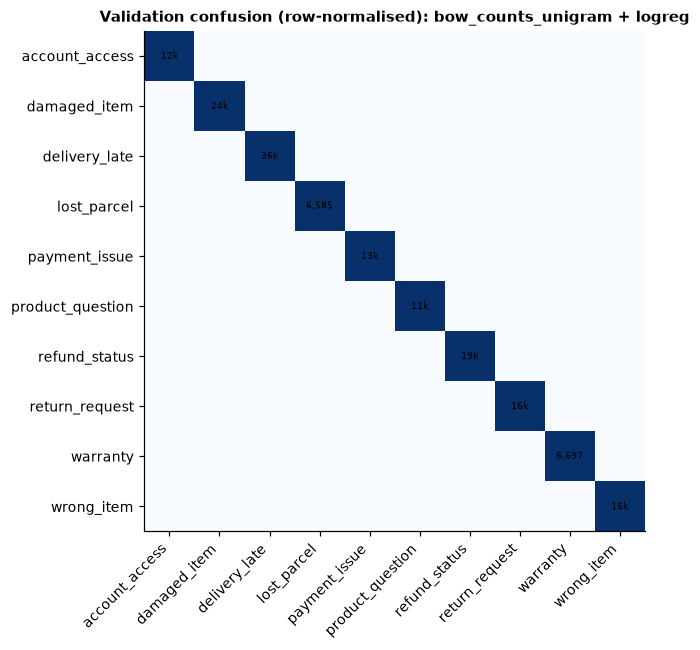 Validation confusion (row-normalised): bow_counts_unigram + logreg
account_access 12k
damaged_item 24k
delivery_late 36k
lost_parcel 6,585
payment_issue 13k
product_question 11k
refund_status 19k
return_request 16k
warranty 6,697
wrong_item 16k
account_access
damaged_item
delivery_late
lost_parcel
payment_issue
product_question
refund_status
return_request
warranty
wrong_item